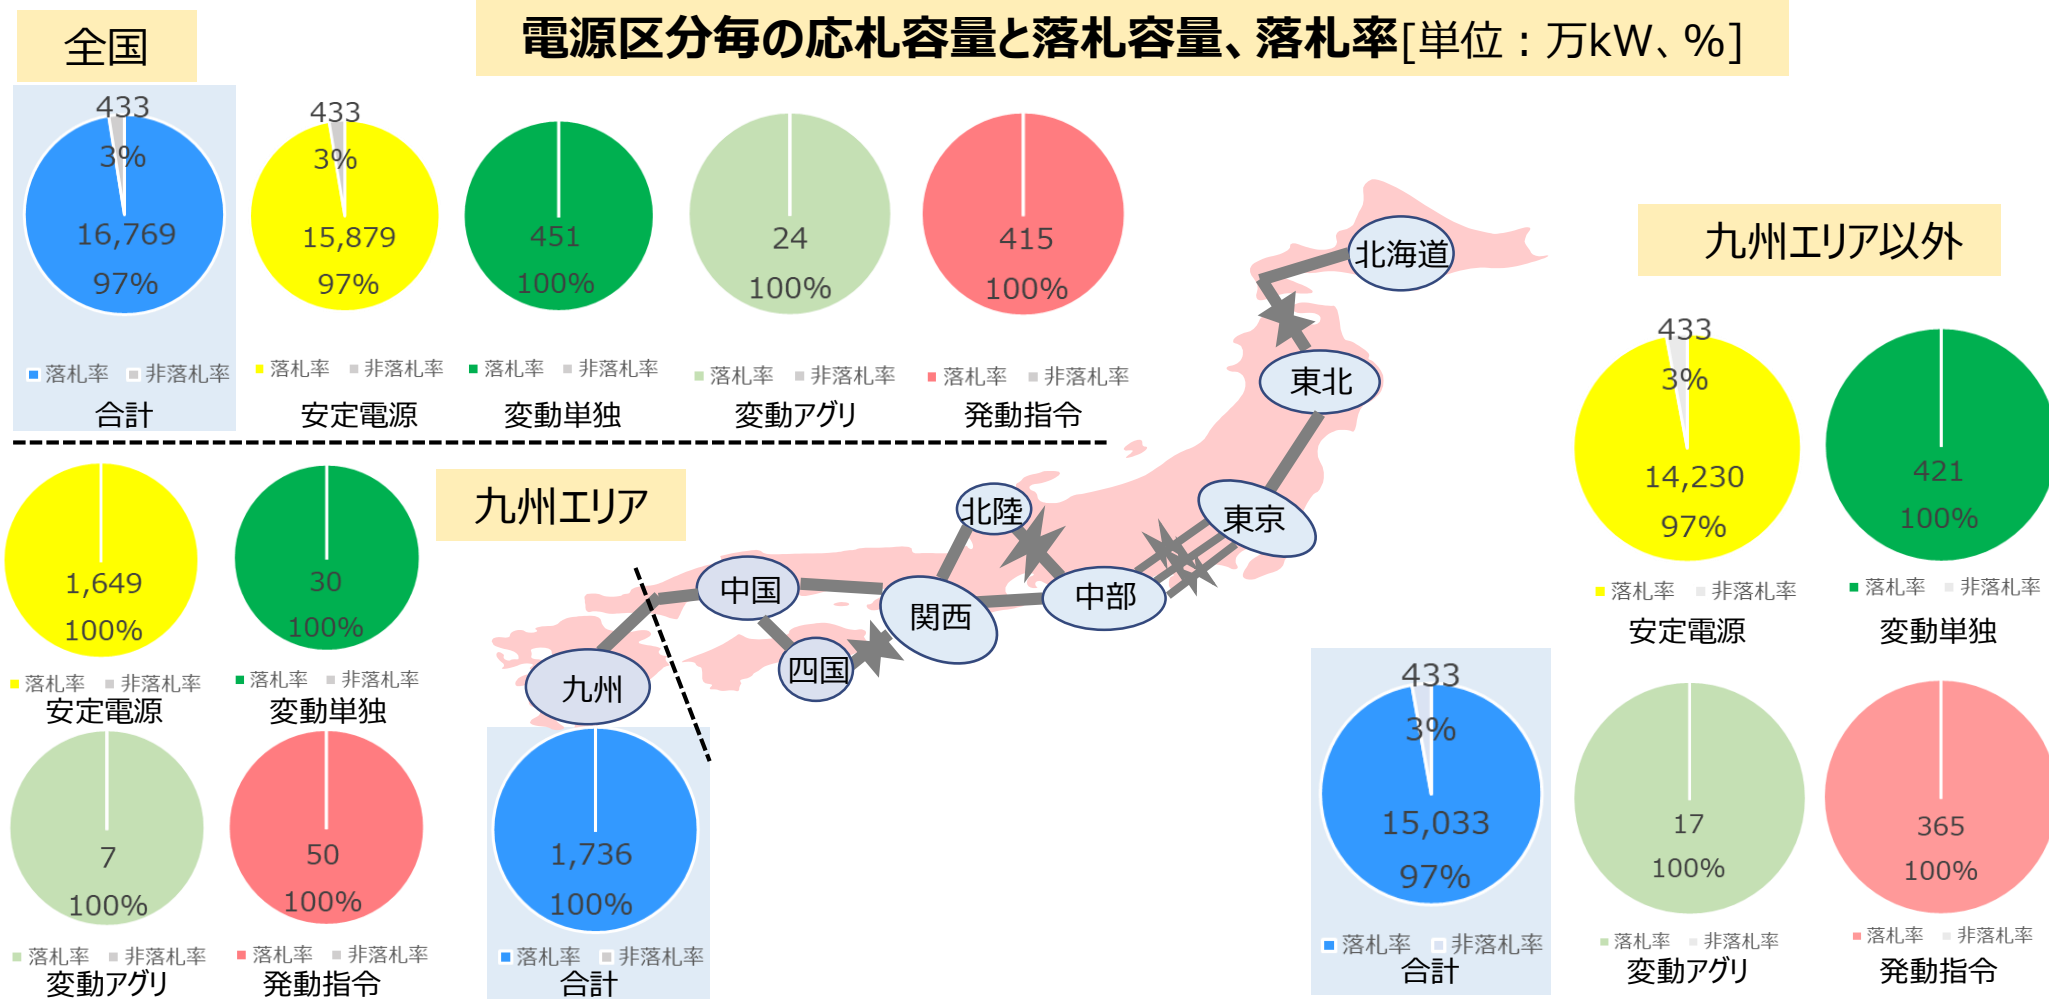 電源区分毎の応札容量と落札容量、落札率[単位：万kW、%]
全国
433
3%
16,769
97%
落札率 非落札率
合計
433
3%
15,879
97%
落札率 非落札率
安定電源
451
100%
落札率 非落札率
変動単独
24
100%
落札率 非落札率
変動アグリ
415
100%
落札率 非落札率
発動指令
九州エリア
1,649
100%
落札率 非落札率
安定電源
30
100%
落札率 非落札率
変動単独
7
100%
落札率 非落札率
変動アグリ
50
100%
落札率 非落札率
発動指令
1,736
100%
落札率 非落札率
合計
北海道
東北
東京
北陸
中部
関西
中国
四国
九州
九州エリア以外
433
3%
14,230
97%
落札率 非落札率
安定電源
421
100%
落札率 非落札率
変動単独
433
3%
15,033
97%
落札率 非落札率
合計
17
100%
落札率 非落札率
変動アグリ
365
100%
落札率 非落札率
発動指令